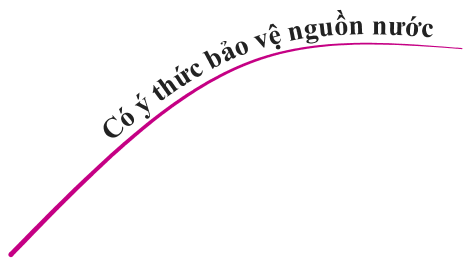 Có ý thức bảo vệ nguồn nước